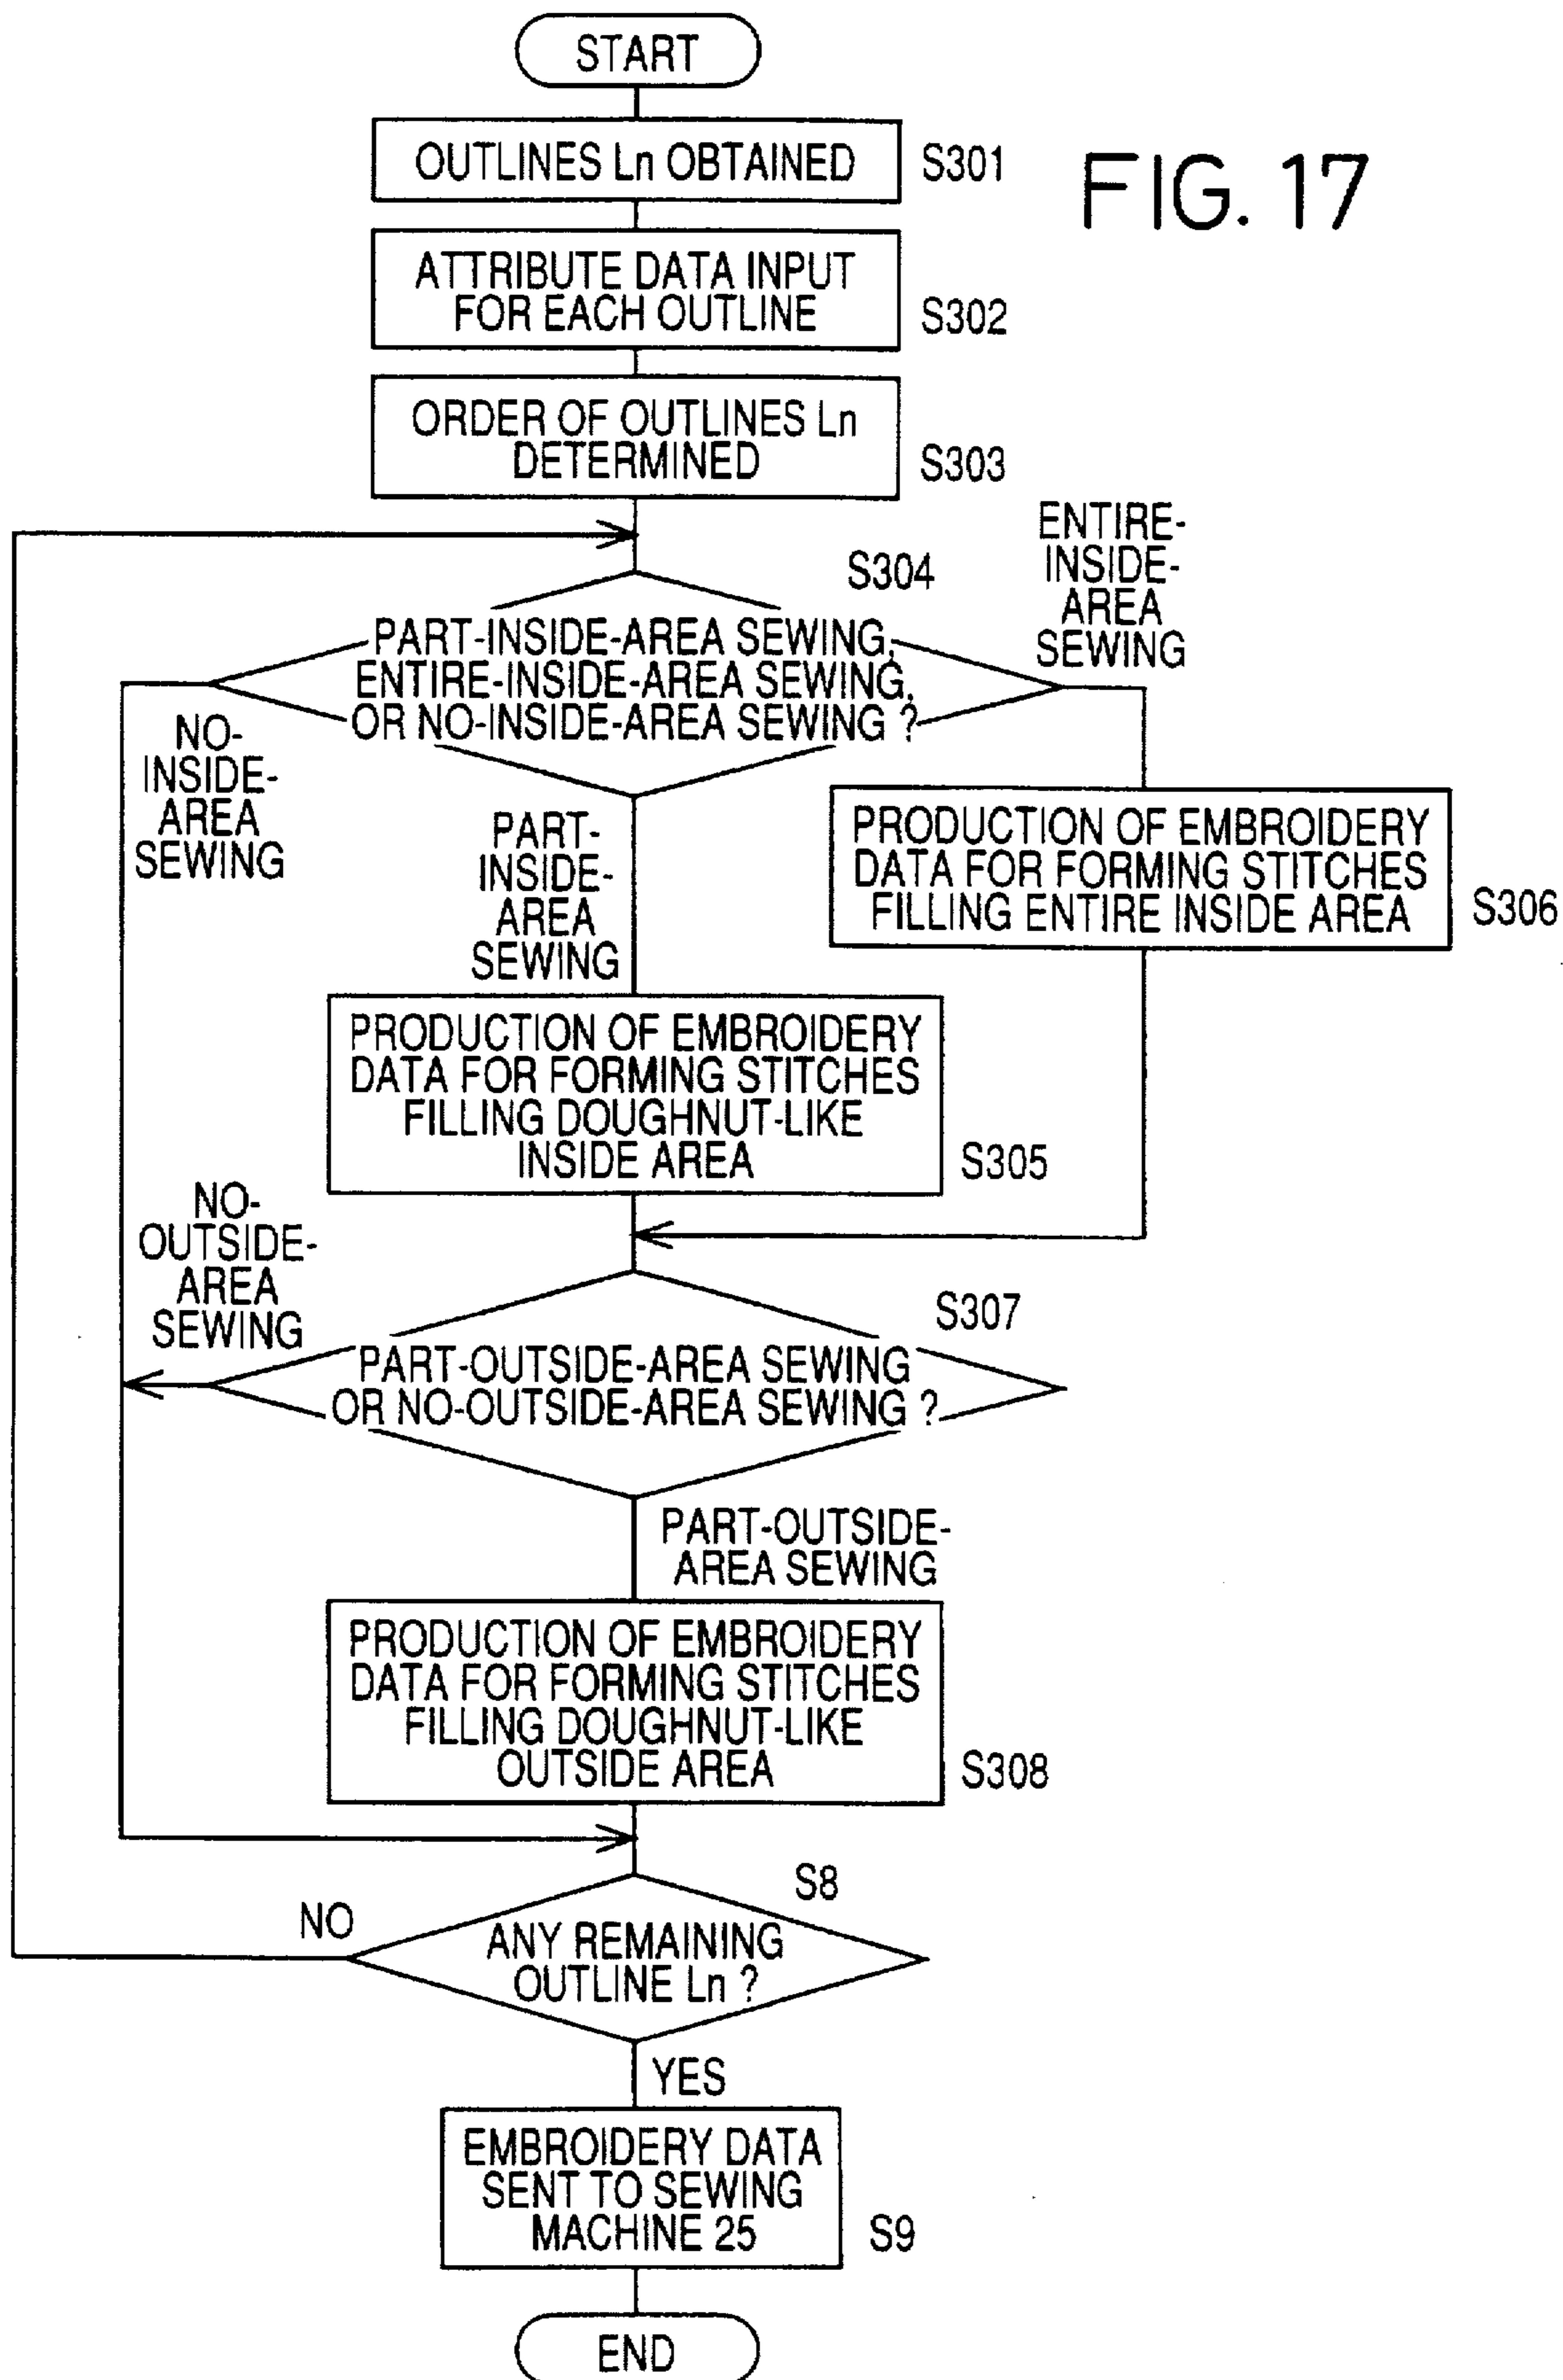 START
OUTLINES Ln OBTAINED
S301
FIG. 17
ATTRIBUTE DATA INPUT
FOR EACH OUTLINE
S302
ORDER OF OUTLINES Ln
DETERMINED
S303
S304
ENTIRE-
INSIDE-
AREA
SEWING
PART-INSIDE-AREA SEWING,
ENTIRE-INSIDE-AREA SEWING,
OR NO-INSIDE-AREA SEWING ?
NO-
INSIDE-
AREA
SEWING
PART-
INSIDE-
AREA
SEWING
PRODUCTION OF EMBROIDERY
DATA FOR FORMING STITCHES
FILLING ENTIRE INSIDE AREA
S306
PRODUCTION OF EMBROIDERY
DATA FOR FORMING STITCHES
FILLING DOUGHNUT-LIKE
INSIDE AREA
S305
NO-
OUTSIDE-
AREA
SEWING
S307
PART-OUTSIDE-AREA SEWING
OR NO-OUTSIDE-AREA SEWING ?
PART-OUTSIDE-
AREA SEWING
PRODUCTION OF EMBROIDERY
DATA FOR FORMING STITCHES
FILLING DOUGHNUT-LIKE
OUTSIDE AREA
S308
S8
NO
ANY REMAINING
OUTLINE Ln ?
YES
EMBROIDERY DATA
SENT TO SEWING
MACHINE 25
S9
END